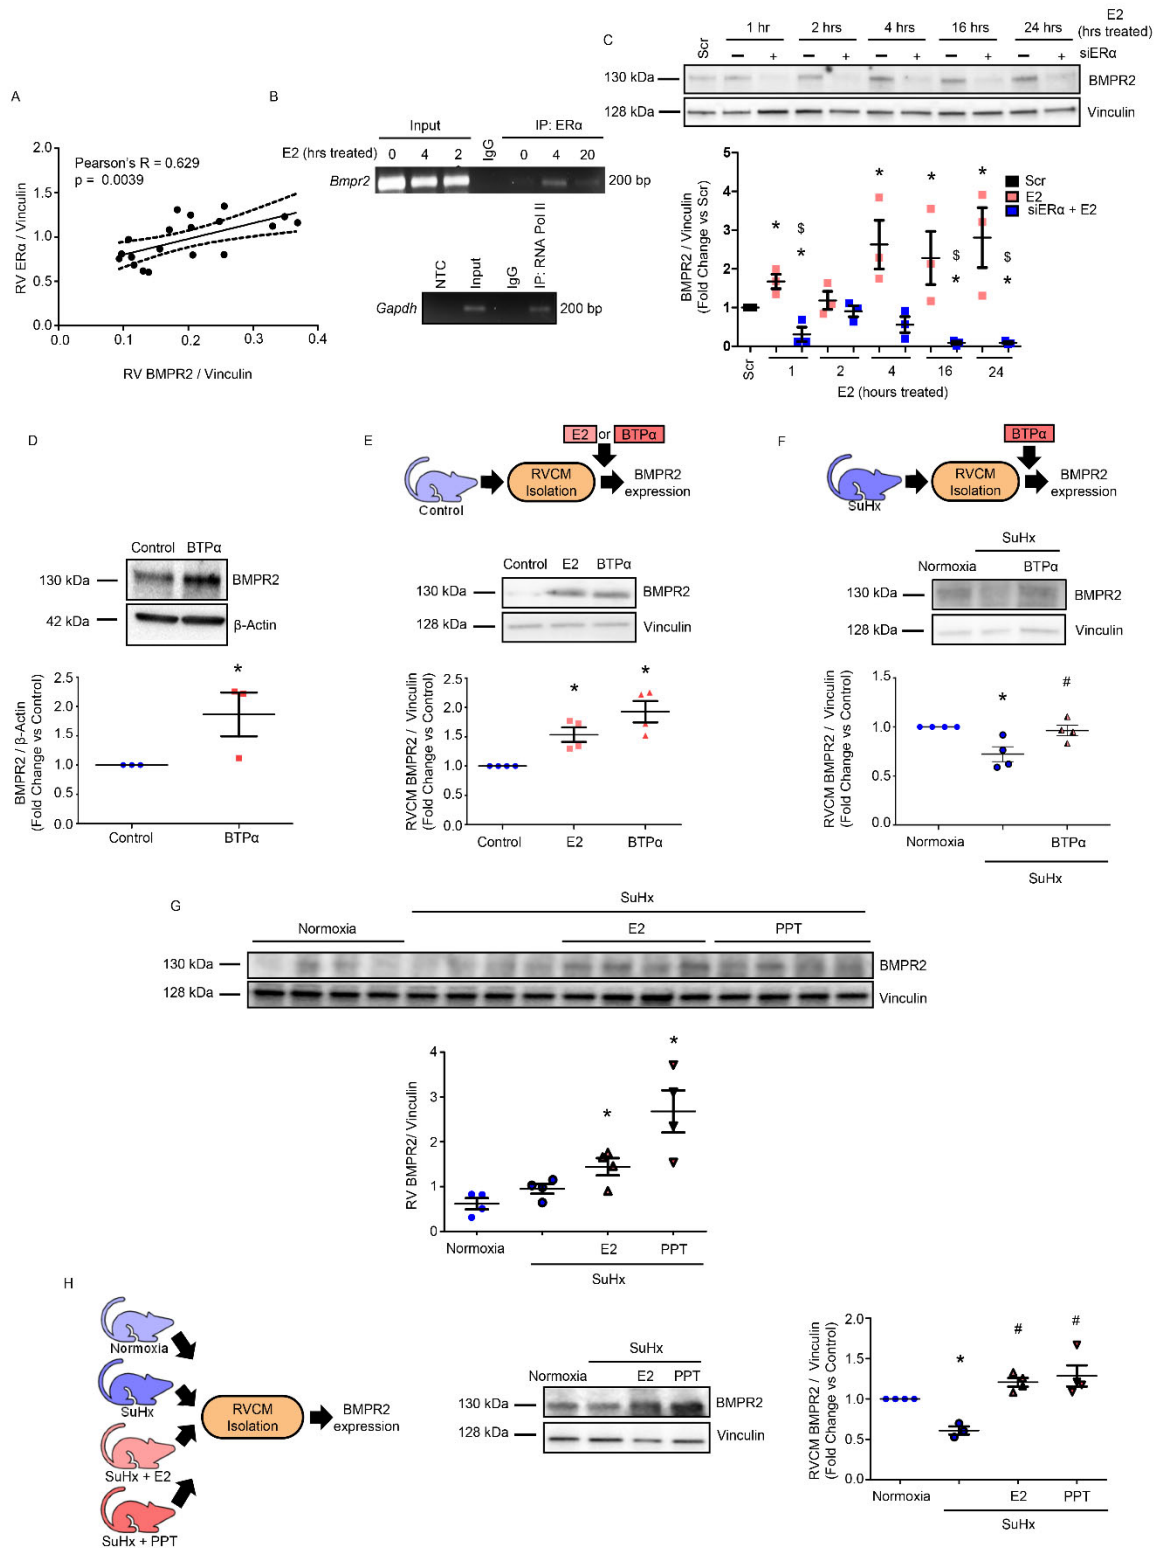 A
2.0
1.5
1.0
0.5
0.0
RV ERα / Vinculin
Pearson's R = 0.629
p = 0.0039
0.0 0.1 0.2 0.3 0.4
RV BMPR2 / Vinculin
B
Input IgG IP: ERα
E2 (hrs treated) 0 4 2 0 4 20
Bmpr2 200 bp
NTC Input IgG IP: RNA Pol II
Gapdh 200 bp
C
Scr 1 hr 2 hrs 4 hrs 16 hrs 24 hrs E2
(hrs treated)
− + − + − + − + − + siERα
130 kDa BMPR2
128 kDa Vinculin
BMPR2 / Vinculin
(Fold Change vs Scr)
5
4
3
2
1
0
* $ * * * $ * * $ *
Scr
E2
siERα + E2
Scr 1 2 4 16 24
E2 (hours treated)
D
Control BTPα
130 kDa BMPR2
42 kDa β-Actin
BMPR2 / β-Actin
(Fold Change vs Control)
2.5
2.0
1.5
1.0
0.5
0.0
*
Control BTPα
E
E2 or BTPα
Control
RVCM
Isolation
BMPR2
expression
Control E2 BTPα
130 kDa BMPR2
128 kDa Vinculin
RVCM BMPR2 / Vinculin
(Fold Change vs Control)
2.5
2.0
1.5
1.0
0.5
0.0
* *
Control E2 BTPα
F
BTPα
SuHx
RVCM
Isolation
BMPR2
expression
SuHx
Normoxia BTPα
130 kDa BMPR2
128 kDa Vinculin
RVCM BMPR2 / Vinculin
(Fold Change vs Control)
1.5
1.0
0.5
0.0
* #
Normoxia BTPα
SuHx
G
SuHx
Normoxia E2 PPT
130 kDa BMPR2
128 kDa Vinculin
RV BMPR2/ Vinculin
4
3
2
1
0
* *
Normoxia E2 PPT
SuHx
H
Normoxia
SuHx
SuHx + E2
SuHx + PPT
RVCM
Isolation
BMPR2
expression
SuHx
Normoxia E2 PPT
130 kDa BMPR2
128 kDa Vinculin
RVCM BMPR2 / Vinculin
(Fold Change vs Control)
2.0
1.5
1.0
0.5
0.0
* # #
Normoxia E2 PPT
SuHx